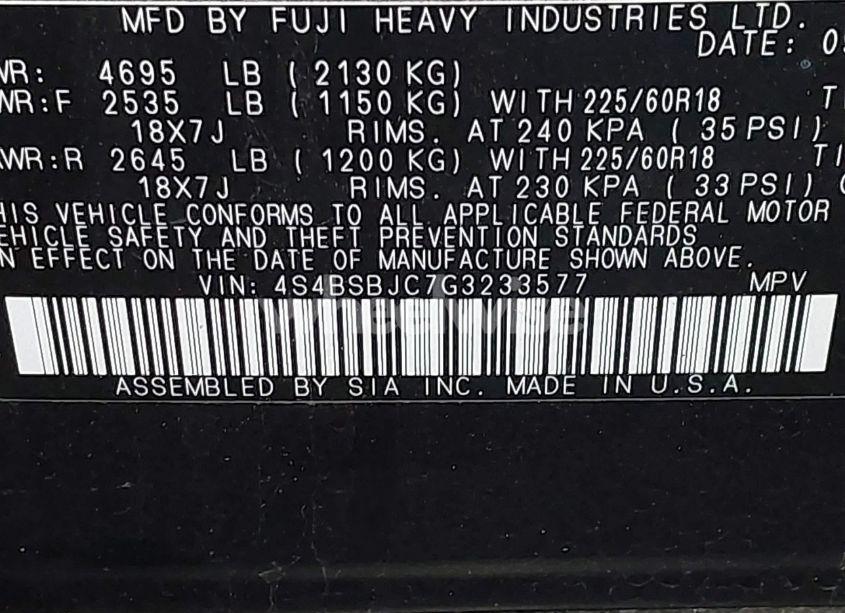 MFD BY FUJI HEAVY INDUSTRIES LTD.
DATE: 0
WR: 4695 LB ( 2130 KG)
WR:F 2535 LB ( 1150 KG) WITH 225/60R18 T
18X7J RIMS. AT 240 KPA ( 35 PSI)
WR:R 2645 LB ( 1200 KG) WITH 225/60R18 TI
18X7J RIMS. AT 230 KPA ( 33 PSI) C
HIS VEHICLE CONFORMS TO ALL APPLICABLE FEDERAL MOTOR
EHICLE SAFETY AND THEFT PREVENTION STANDARDS
N EFFECT ON THE DATE OF MANUFACTURE SHOWN ABOVE.
VIN: 4S4BSBJC7G3233577 MPV
wheelwise
ASSEMBLED BY SIA INC. MADE IN U.S.A.